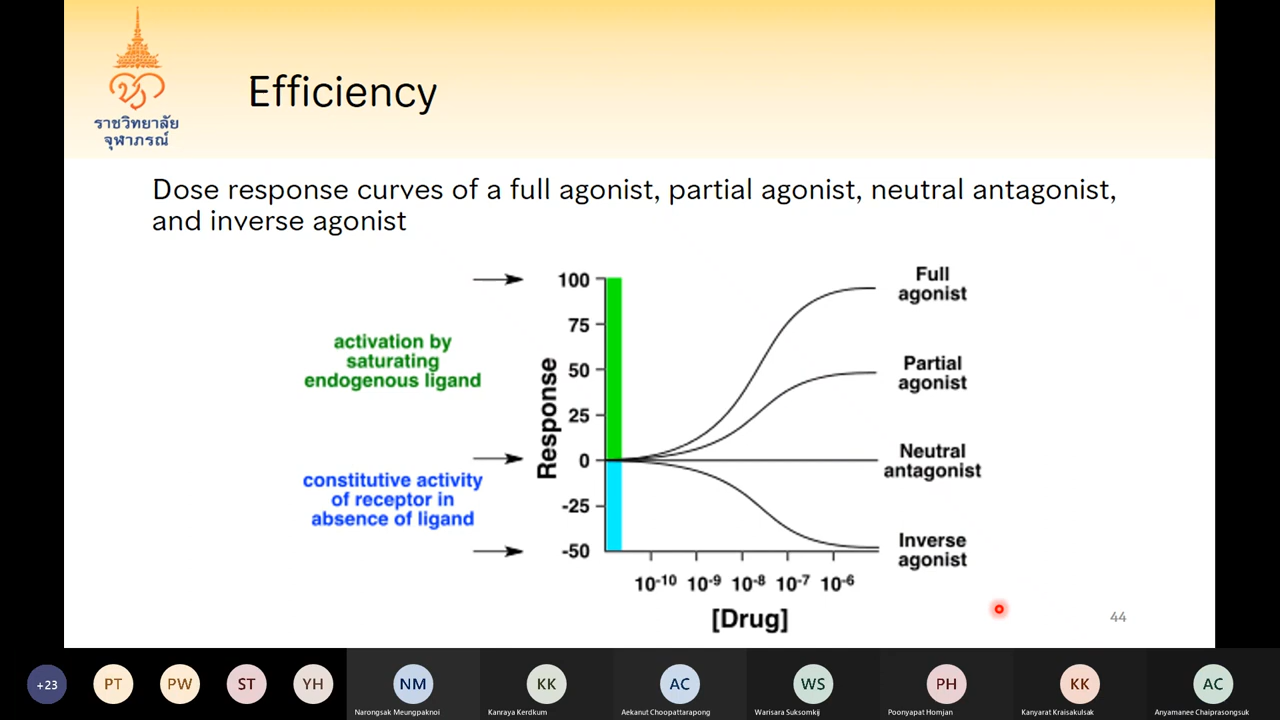 ราชวิทยาลัย
จุฬาภรณ์
Efficiency
Dose response curves of a full agonist, partial agonist, neutral antagonist,
and inverse agonist
activation by
saturating
endogenous ligand
constitutive activity
of receptor in
absence of ligand
Response
100
75
50
25
0
-25
-50
Full
agonist
Partial
agonist
Neutral
antagonist
Inverse
agonist
10-10 10-9 10-8 10-7 10-6
[Drug]
44
+23
PT
PW
ST
YH
NM
KK
AC
WS
PH
KK
AC
Narongsak Meungpaknoi
Kanraya Kerdkum
Aekanut Choopattarapong
Warisara Suksomkij
Poonyapat Homjan
Kanyarat Kraisakulsak
Anyamanee Chaiprasongsuk